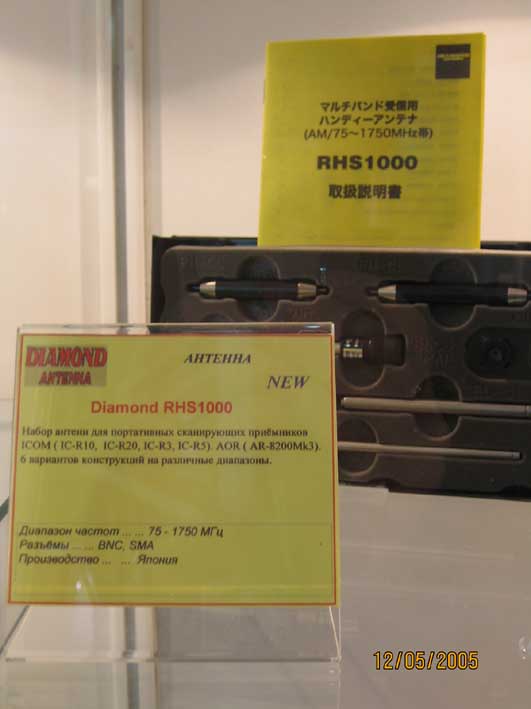 DIAMOND
ANTENNA
АНТЕННА
NEW
Diamond RHS1000
Набор антенн для портативных сканирующих приёмников
ICOM ( IC-R10, IC-R20, IC-R3, IC-R5), AOR ( AR-8200Mk3).
6 вариантов конструкций на различные диапазоны.
Диапазон частот ... ... 75 - 1750 МГц
Разъёмы ... ... BNC, SMA
Производство ... ... Япония
マルチバンド受信用
ハンディーアンテナ
(AM/75～1750MHz帯)
RHS1000
取扱説明書
12/05/2005